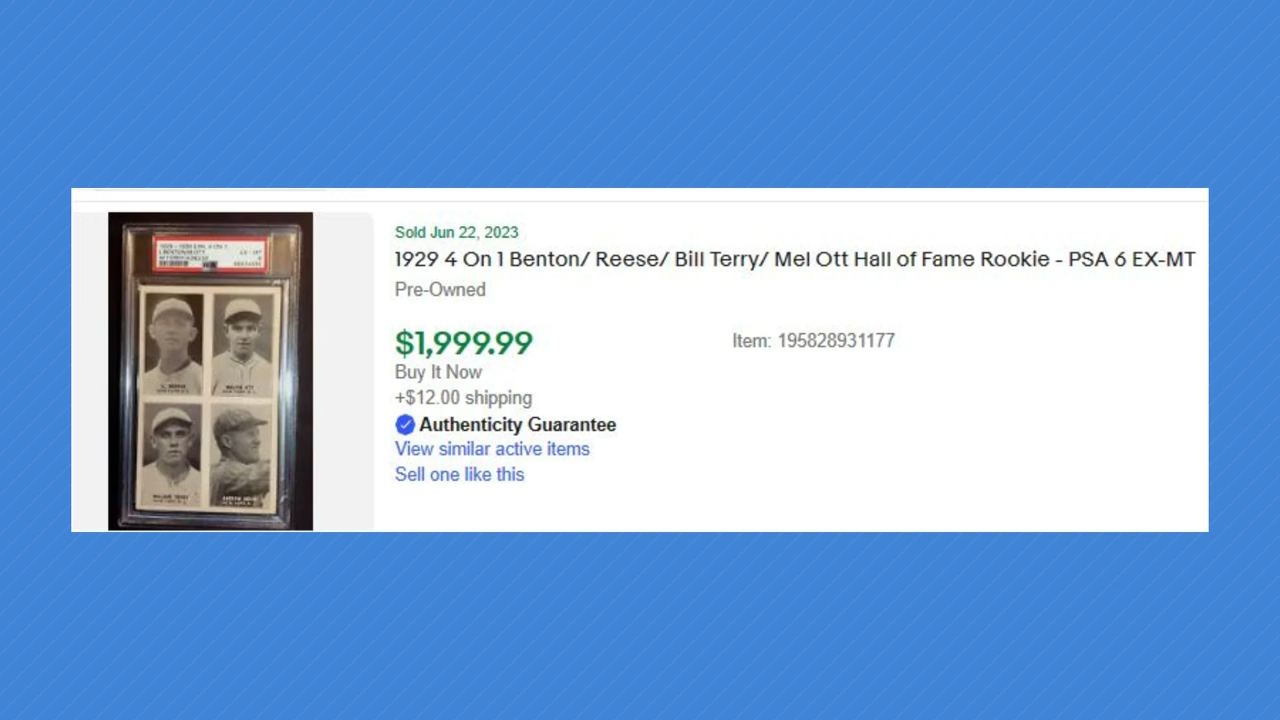 Sold Jun 22, 2023
1929 4 On 1 Benton/ Reese/ Bill Terry/ Mel Ott Hall of Fame Rookie - PSA 6 EX-MT
Pre-Owned
$1,999.99
Item: 195828931177
Buy It Now
+$12.00 shipping
Authenticity Guarantee
View similar active items
Sell one like this